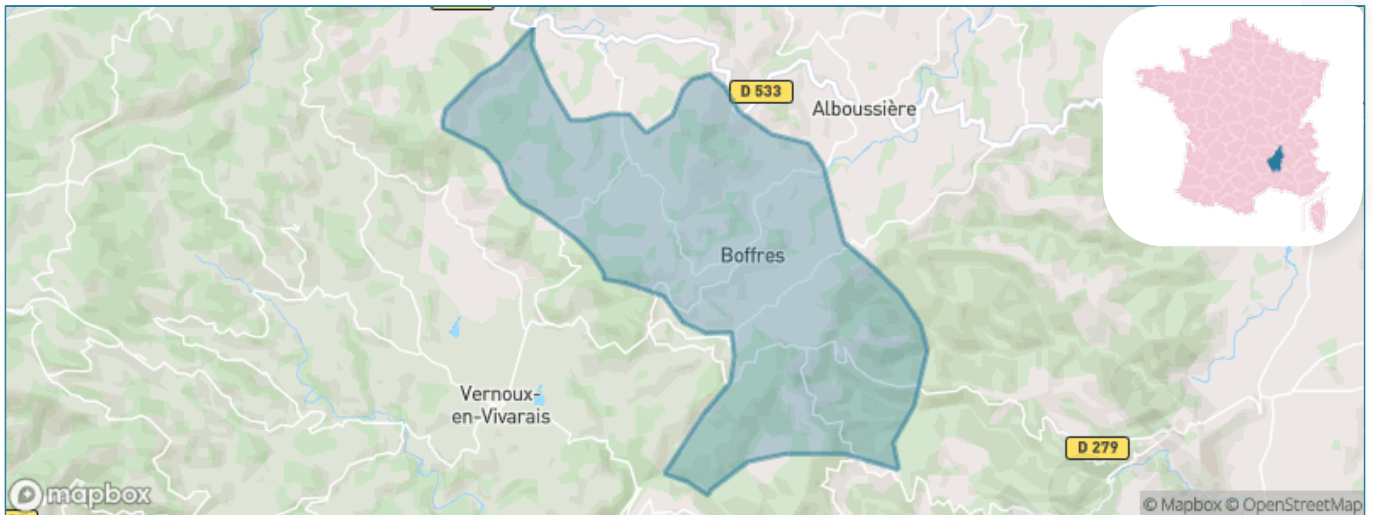 D 533
Alboussière
Boffres
Vernoux-
en-Vivarais
D 279
mapbox
© Mapbox © OpenStreetMap